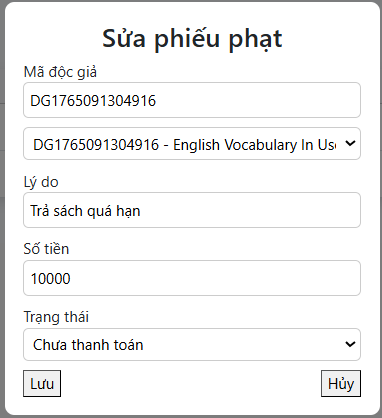 Sửa phiếu phạt
Mã độc giả
DG1765091304916
DG1765091304916 - English Vocabulary In Use
Lý do
Trả sách quá hạn
Số tiền
10000
Trạng thái
Chưa thanh toán
Lưu
Hủy